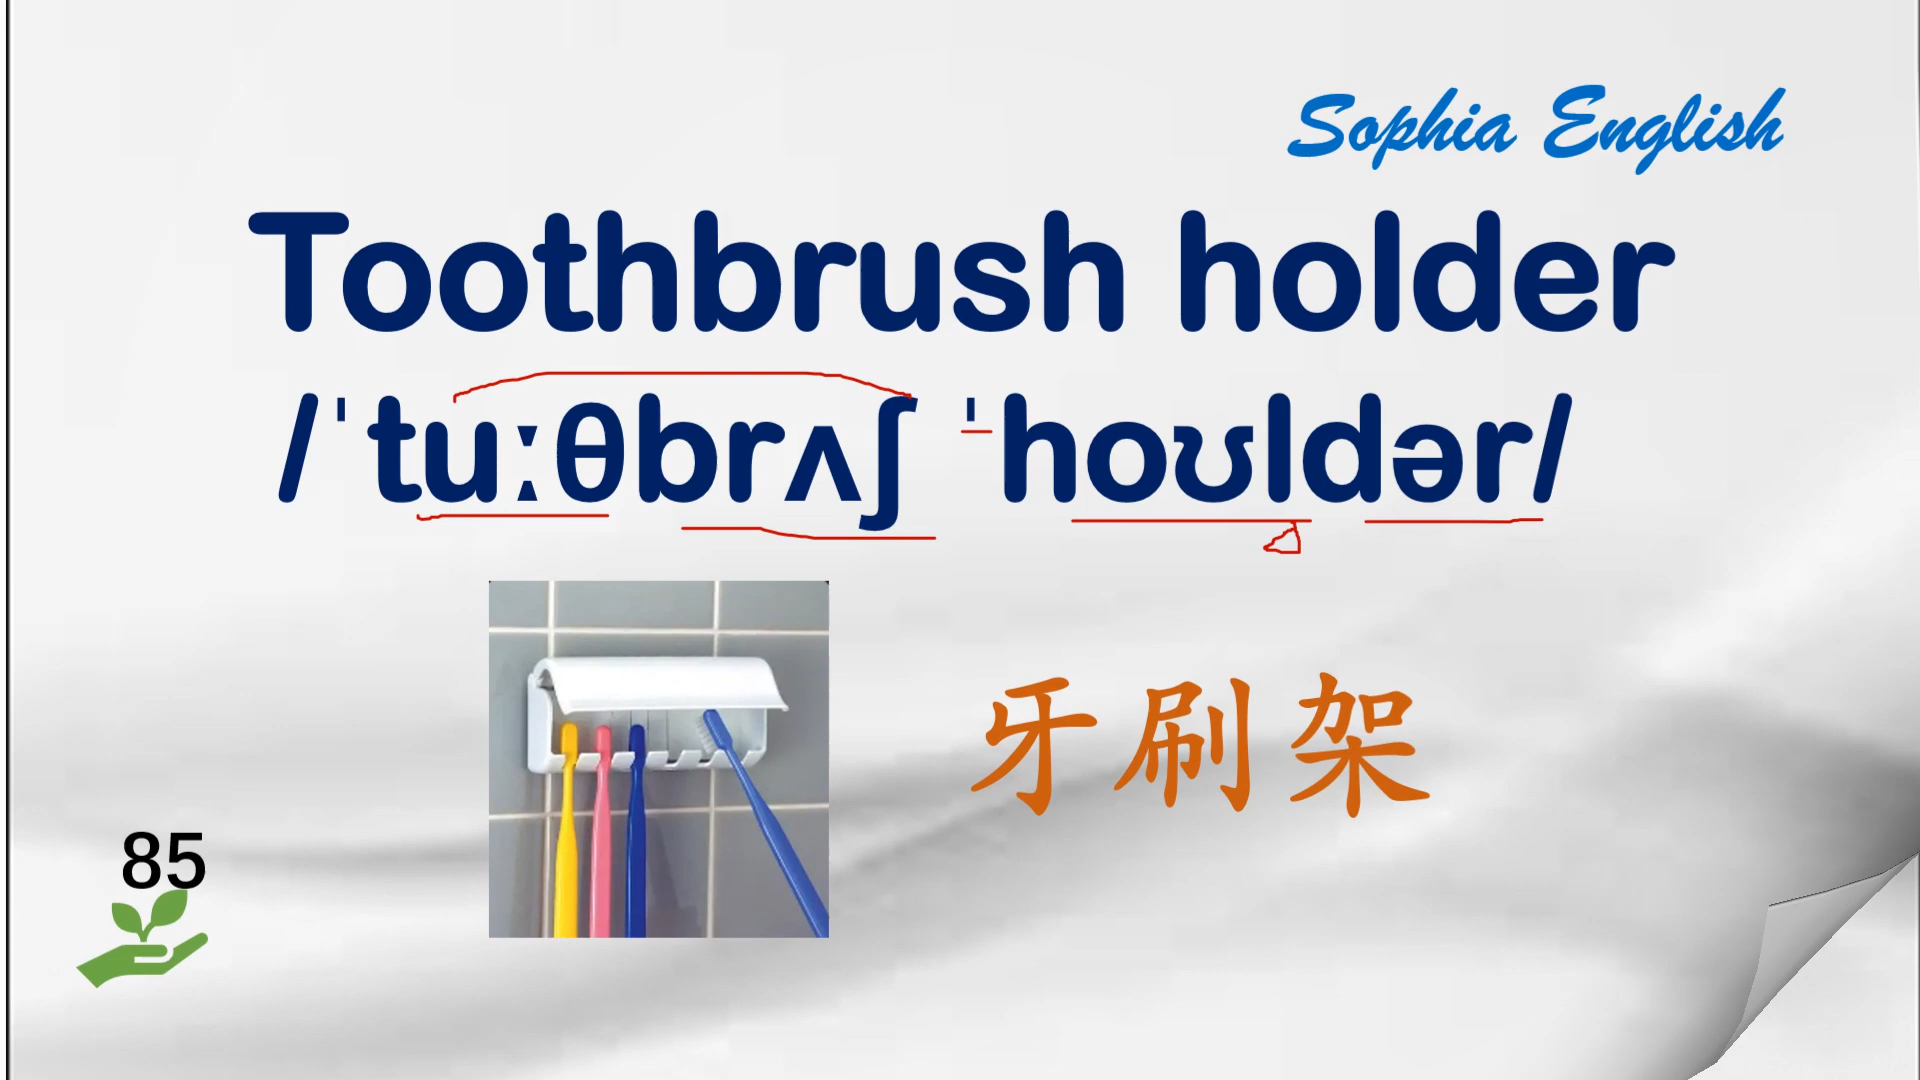 Sophia English
Toothbrush holder
/ˈtuːθbrʌʃ ˈhoʊldər/
牙刷架
85